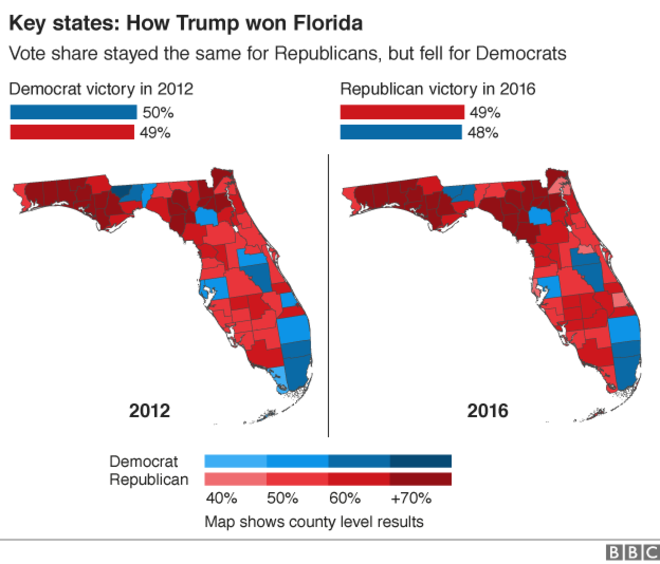 Key states: How Trump won Florida
Vote share stayed the same for Republicans, but fell for Democrats
Democrat victory in 2012
50%
49%
Republican victory in 2016
49%
48%
2012
2016
Democrat
Republican
40% 50% 60% +70%
Map shows county level results
BBC